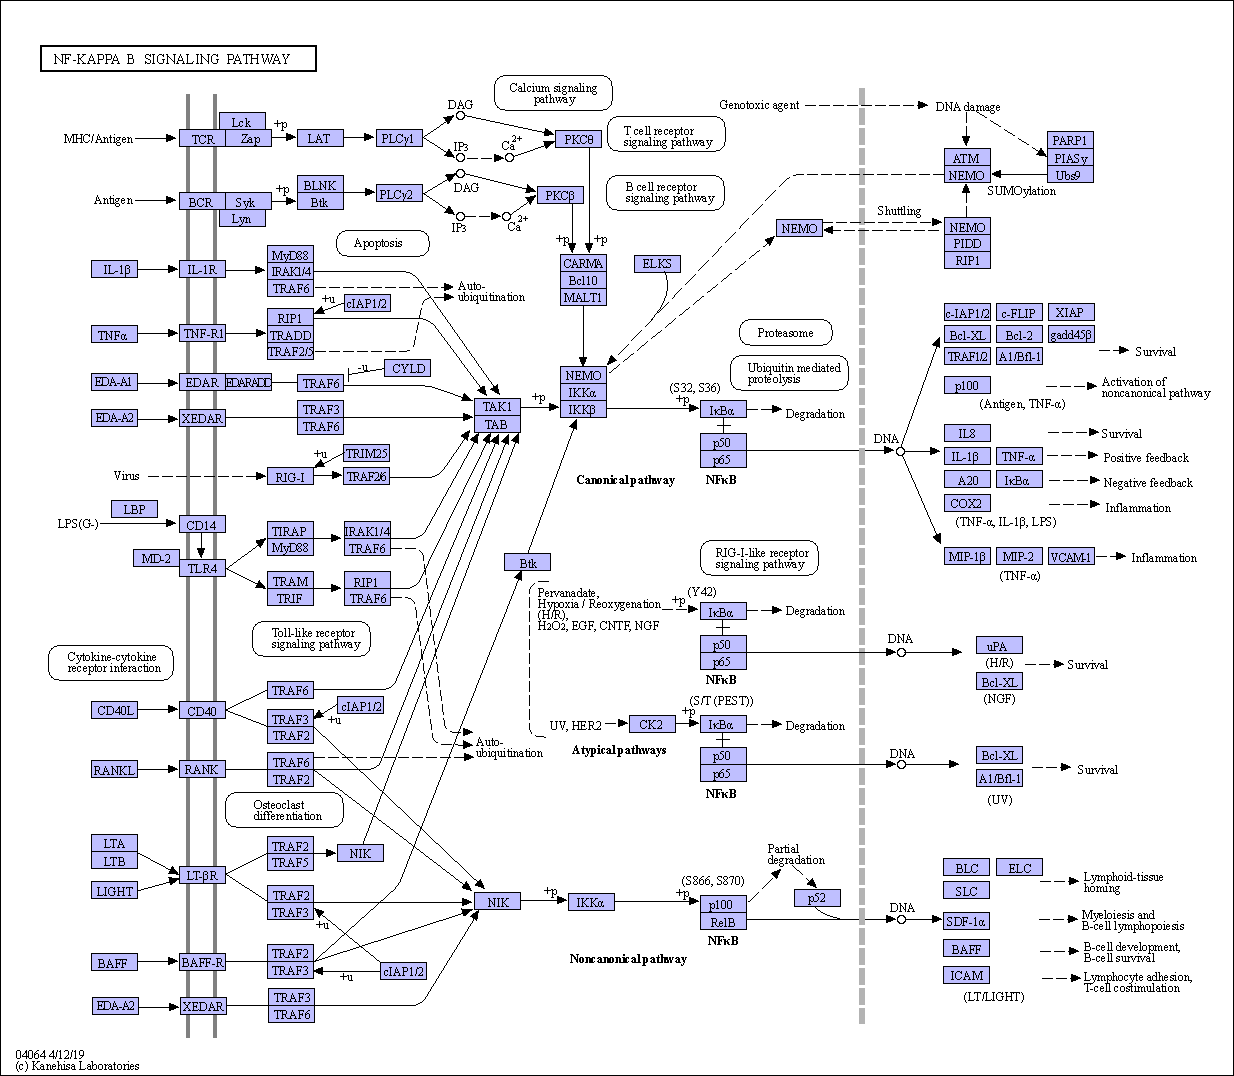 NF-KAPPA B SIGNALING PATHWAY
Calcium signaling
pathway
T cell receptor
signaling pathway
B cell receptor
signaling pathway
Genotoxic agent
DNA damage
MHC/Antigen
TCR
Lck
Zap
+p
LAT
PLCγ1
DAG
IP3
Ca2+
PKCθ
ATM
NEMO
PARP1
PIASy
Ubs9
SUMOylation
Antigen
BCR
Syk
Lyn
+p
BLNK
Btk
PLCγ2
DAG
IP3
Ca2+
PKCβ
Shuttling
NEMO
NEMO
PIDD
RIP1
Apoptosis
+p
+p
CARMA
Bcl10
MALT1
ELKS
IL-1β
IL-1R
MyD88
IRAK1/4
TRAF6
Auto-
ubiquitination
+u
cIAP1/2
TNFα
TNF-R1
RIP1
TRADD
TRAF2/5
Proteasome
Ubiquitin mediated
proteolysis
c-IAP1/2
c-FLIP
XIAP
Bcl-XL
Bcl-2
gadd45β
TRAF1/2
A1/Bfl-1
Survival
EDA-A1
EDAR
EDARADD
TRAF6
-u
CYLD
NEMO
IKKα
IKKβ
(S32, S36)
+p
IκBα
Degradation
p100
(Antigen, TNF-α)
Activation of
noncanonical pathway
EDA-A2
XEDAR
TRAF3
TRAF6
TAK1
TAB
+p
p50
p65
NFκB
DNA
IL8
Survival
IL-1β
TNF-α
Positive feedback
A20
IκBα
Negative feedback
COX2
Inflammation
(TNF-α, IL-1β, LPS)
Virus
RIG-I
+u
TRIM25
TRAF2/6
Canonical pathway
LBP
LPS(G-)
CD14
MD-2
TLR4
TIRAP
MyD88
IRAK1/4
TRAF6
TRAM
TRIF
RIP1
TRAF6
Btk
RIG-I-like receptor
signaling pathway
MIP-1β
MIP-2
VCAM-1
Inflammation
(TNF-α)
Pervanadate,
Hypoxia / Reoxygenation
(H/R),
H2O2, EGF, CNTF, NGF
+p
(Y42)
IκBα
Degradation
p50
p65
NFκB
DNA
uPA
(H/R)
Bcl-XL
(NGF)
Survival
Toll-like receptor
signaling pathway
Cytokine-cytokine
receptor interaction
CD40L
CD40
TRAF6
TRAF3
TRAF2
+u
cIAP1/2
UV, HER2
CK2
+p
(S/T (PEST))
IκBα
Degradation
Auto-
ubiquitination
Atypical pathways
p50
p65
NFκB
DNA
Bcl-XL
A1/Bfl-1
(UV)
Survival
RANKL
RANK
TRAF6
TRAF2
Osteoclast
differentiation
LTA
LTB
LIGHT
LT-βR
TRAF2
TRAF5
NIK
TRAF2
TRAF3
+u
NIK
+p
IKKα
+p
(S866, S870)
p100
RelB
NFκB
Partial
degradation
p52
DNA
BLC
ELC
SLC
Lymphoid-tissue
homing
SDF-1α
Myeloiesis and
B-cell lymphopoiesis
BAFF
B-cell development,
B-cell survival
ICAM
Lymphocyte adhesion,
T-cell costimulation
(LT/LIGHT)
BAFF
BAFF-R
TRAF2
TRAF3
+u
cIAP1/2
Noncanonical pathway
EDA-A2
XEDAR
TRAF3
TRAF6
04064 4/12/19
(c) Kanehisa Laboratories